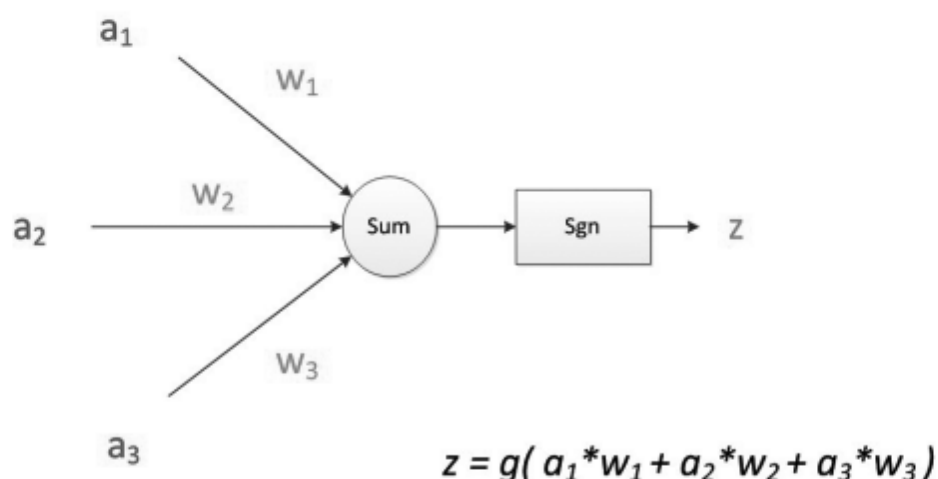 a₁
w₁
w₂
a₂
Sum
Sgn
z
w₃
a₃
z = g( a₁*w₁ + a₂*w₂ + a₃*w₃ )